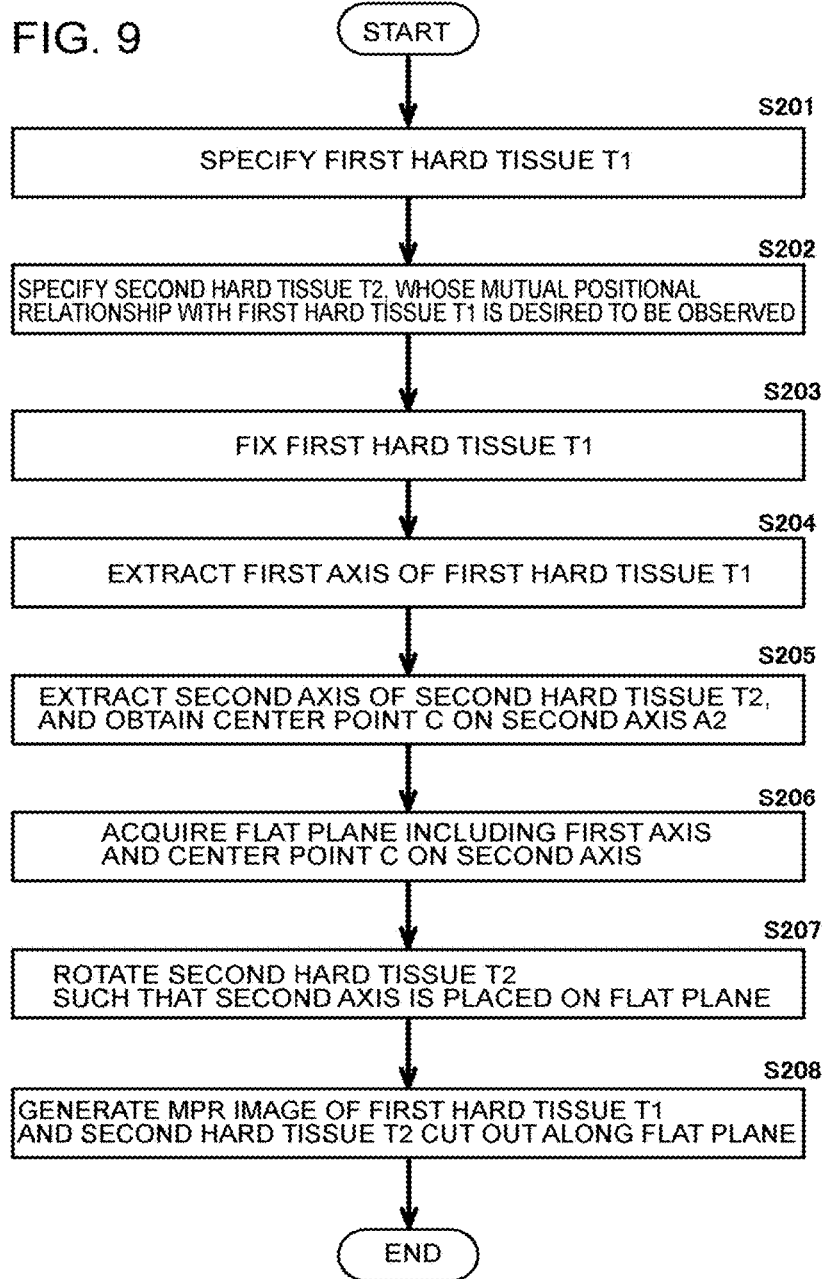 FIG. 9
START
S201
SPECIFY FIRST HARD TISSUE T1
S202
SPECIFY SECOND HARD TISSUE T2, WHOSE MUTUAL POSITIONAL
RELATIONSHIP WITH FIRST HARD TISSUE T1 IS DESIRED TO BE OBSERVED
S203
FIX FIRST HARD TISSUE T1
S204
EXTRACT FIRST AXIS OF FIRST HARD TISSUE T1
S205
EXTRACT SECOND AXIS OF SECOND HARD TISSUE T2,
AND OBTAIN CENTER POINT C ON SECOND AXIS A2
S206
ACQUIRE FLAT PLANE INCLUDING FIRST AXIS
AND CENTER POINT C ON SECOND AXIS
S207
ROTATE SECOND HARD TISSUE T2
SUCH THAT SECOND AXIS IS PLACED ON FLAT PLANE
S208
GENERATE MPR IMAGE OF FIRST HARD TISSUE T1
AND SECOND HARD TISSUE T2 CUT OUT ALONG FLAT PLANE
END